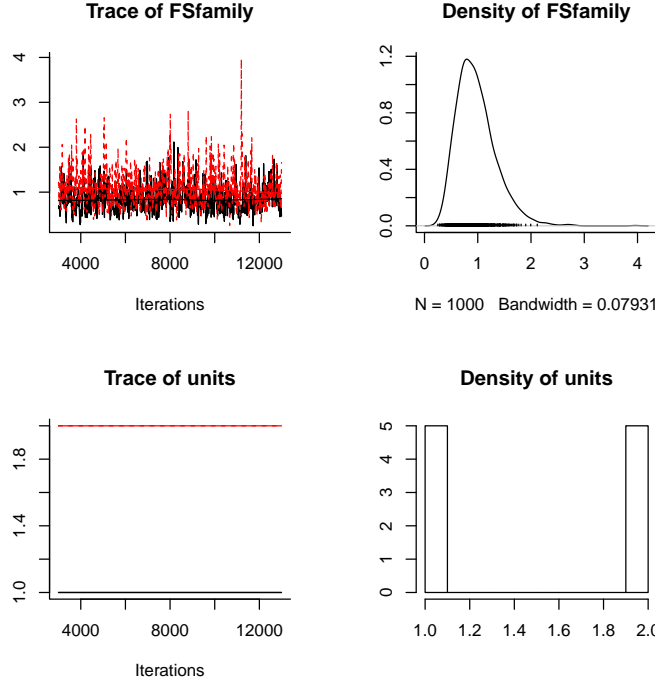 Trace of FSfamily
1 2 3 4
4000 8000 12000
Iterations
Density of FSfamily
0.0 0.4 0.8 1.2
0 1 2 3 4
N = 1000 Bandwidth = 0.07931
Trace of units
1.0 1.4 1.8
4000 8000 12000
Iterations
Density of units
0 1 2 3 4 5
1.0 1.2 1.4 1.6 1.8 2.0